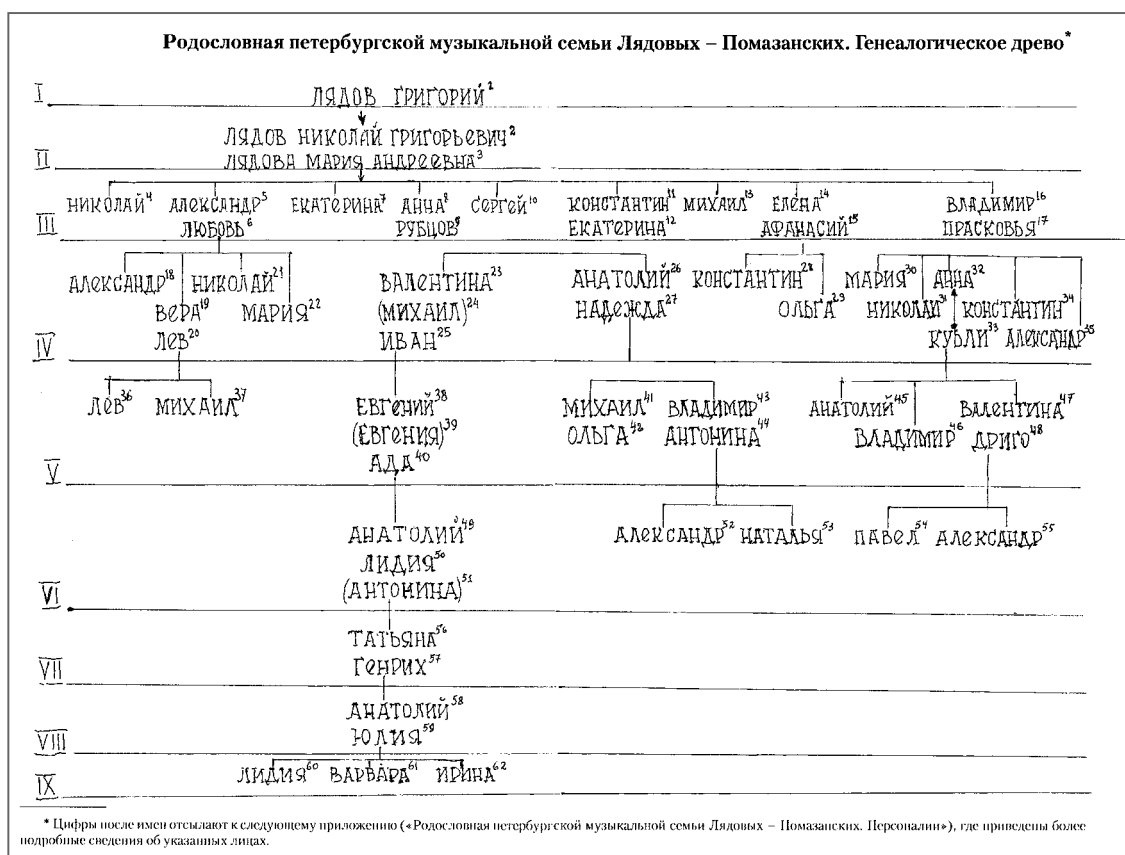 Родословная петербургской музыкальной семьи Лядовых – Помазанских. Генеалогическое древо*
I ЛЯДОВ ГРИГОРИЙ
ЛЯДОВ НИКОЛАЙ ГРИГОРЬЕВИЧ²
II ЛЯДОВА МАРИЯ АНДРЕЕВНА³
НИКОЛАЙ⁴ АЛЕКСАНДР⁵ ЕКАТЕРИНА⁷ АННА⁸ СЕРГЕЙ¹⁰ КОНСТАНТИН¹¹ МИХАИЛ¹³ ЕЛЕНА¹⁴ ВЛАДИМИР¹⁶
III ЛЮБОВЬ⁶ РУБЦОВ⁹ ЕКАТЕРИНА¹² АФАНАСИЙ¹⁵ ПРАСКОВЬЯ¹⁷
АЛЕКСАНДР¹⁸ НИКОЛАЙ²¹ ВАЛЕНТИНА²³ АНАТОЛИЙ²⁶ КОНСТАНТИН²⁸ МАРИЯ³⁰ АННА³²
ВЕРА¹⁹ МАРИЯ²² (МИХАИЛ)²⁴ НАДЕЖДА²⁷ ОЛЬГА²⁹ НИКОЛАЙ³¹ КОНСТАНТИН³⁴
IV ЛЕВ²⁰ ИВАН²⁵ КУБЛИ³³ АЛЕКСАНДР³⁵
ЛЕВ³⁶ МИХАИЛ³⁷ ЕВГЕНИЙ³⁸ МИХАИЛ⁴¹ ВЛАДИМИР⁴³ АНАТОЛИЙ⁴⁵ ВАЛЕНТИНА⁴⁷
(ЕВГЕНИЯ)³⁹ ОЛЬГА⁴² АНТОНИНА⁴⁴ ВЛАДИМИР⁴⁶ ДРИГО⁴⁸
V АДА⁴⁰
АНАТОЛИЙ⁴⁹ АЛЕКСАНДР⁵² НАТАЛЬЯ⁵³ ПАВЕЛ⁵⁴ АЛЕКСАНДР⁵⁵
ЛИДИЯ⁵⁰
VI (АНТОНИНА)⁵¹
ТАТЬЯНА⁵⁶
VII ГЕНРИХ⁵⁷
АНАТОЛИЙ⁵⁸
VIII ЮЛИЯ⁵⁹
IX ЛИДИЯ⁶⁰ ВАРВАРА⁶¹ ИРИНА⁶²
* Цифры после имен отсылают к следующему приложению («Родословная петербургской музыкальной семьи Лядовых – Помазанских. Персоналии»), где приведены более
подробные сведения об указанных лицах.